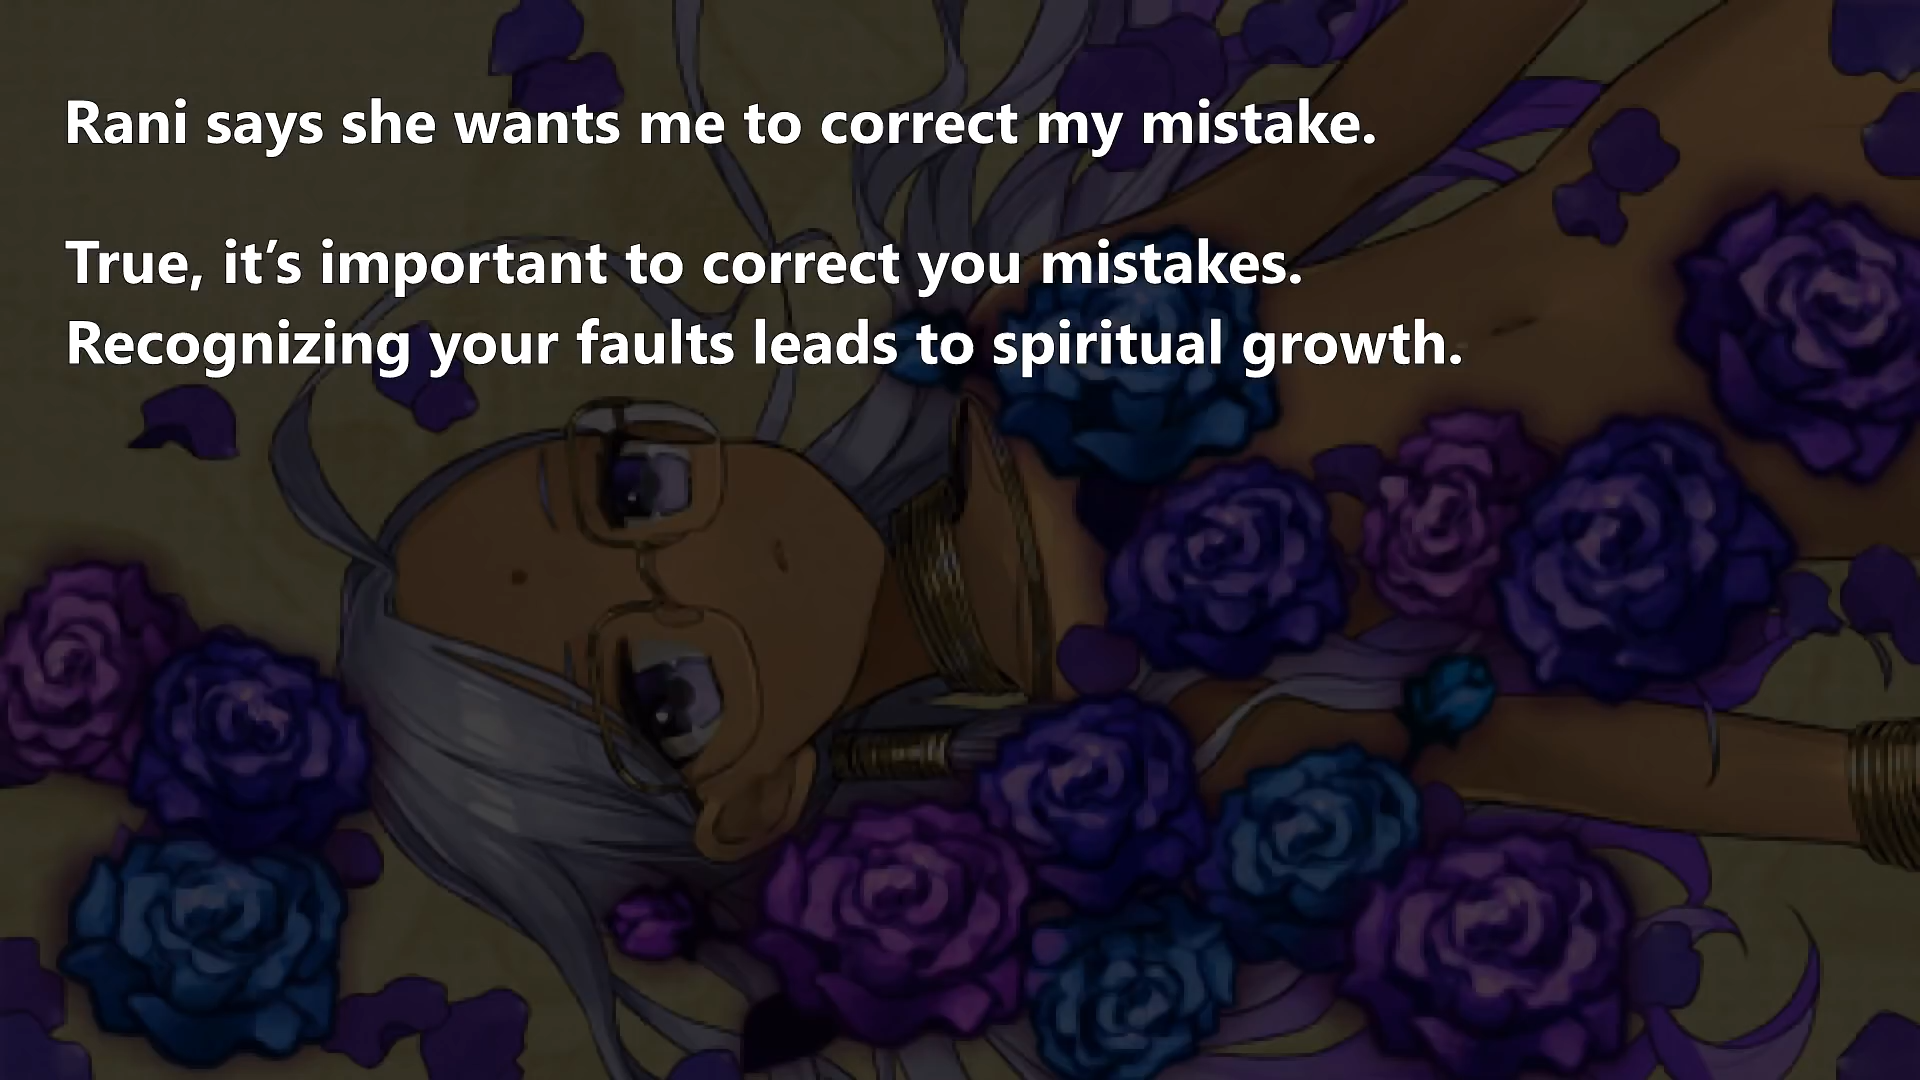 Rani says she wants me to correct my mistake.
True, it’s important to correct you mistakes.
Recognizing your faults leads to spiritual growth.